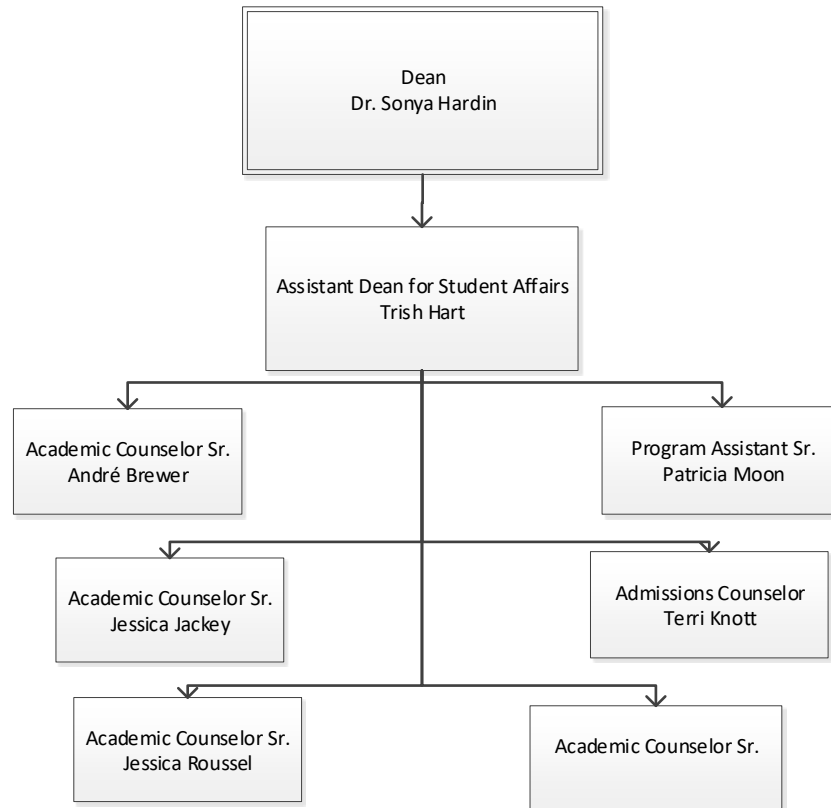 Dean
Dr. Sonya Hardin
Assistant Dean for Student Affairs
Trish Hart
Academic Counselor Sr.
André Brewer
Program Assistant Sr.
Patricia Moon
Academic Counselor Sr.
Jessica Jackey
Admissions Counselor
Terri Knott
Academic Counselor Sr.
Jessica Roussel
Academic Counselor Sr.